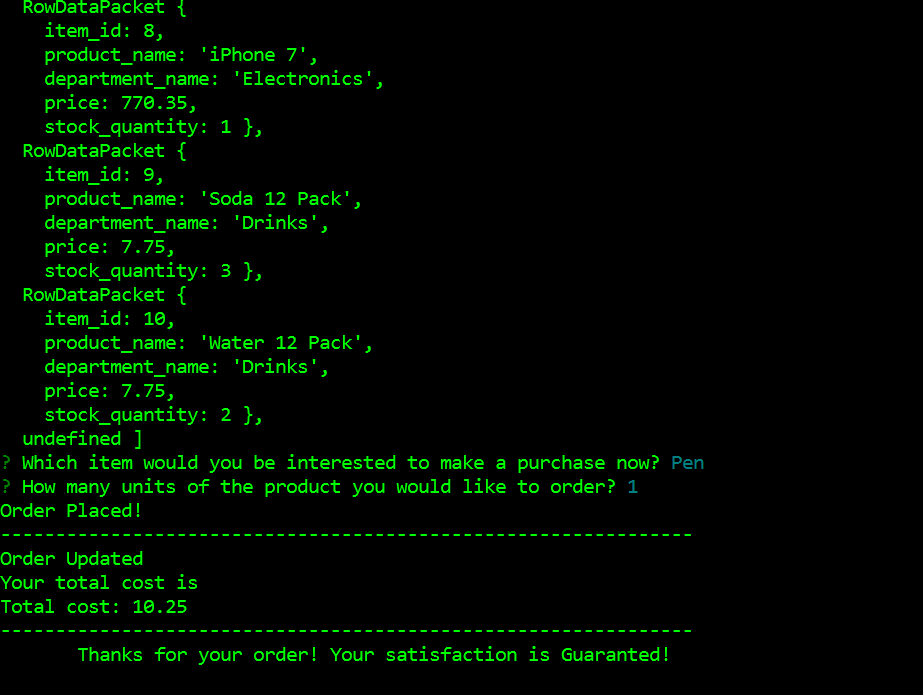 RowDataPacket {
item_id: 8,
product_name: 'iPhone 7',
department_name: 'Electronics',
price: 770.35,
stock_quantity: 1 },
RowDataPacket {
item_id: 9,
product_name: 'Soda 12 Pack',
department_name: 'Drinks',
price: 7.75,
stock_quantity: 3 },
RowDataPacket {
item_id: 10,
product_name: 'Water 12 Pack',
department_name: 'Drinks',
price: 7.75,
stock_quantity: 2 },
undefined ]
? Which item would you be interested to make a purchase now? Pen
? How many units of the product you would like to order? 1
Order Placed!
---------------------------------------------------------------
Order Updated
Your total cost is
Total cost: 10.25
---------------------------------------------------------------
Thanks for your order! Your satisfaction is Guaranted!